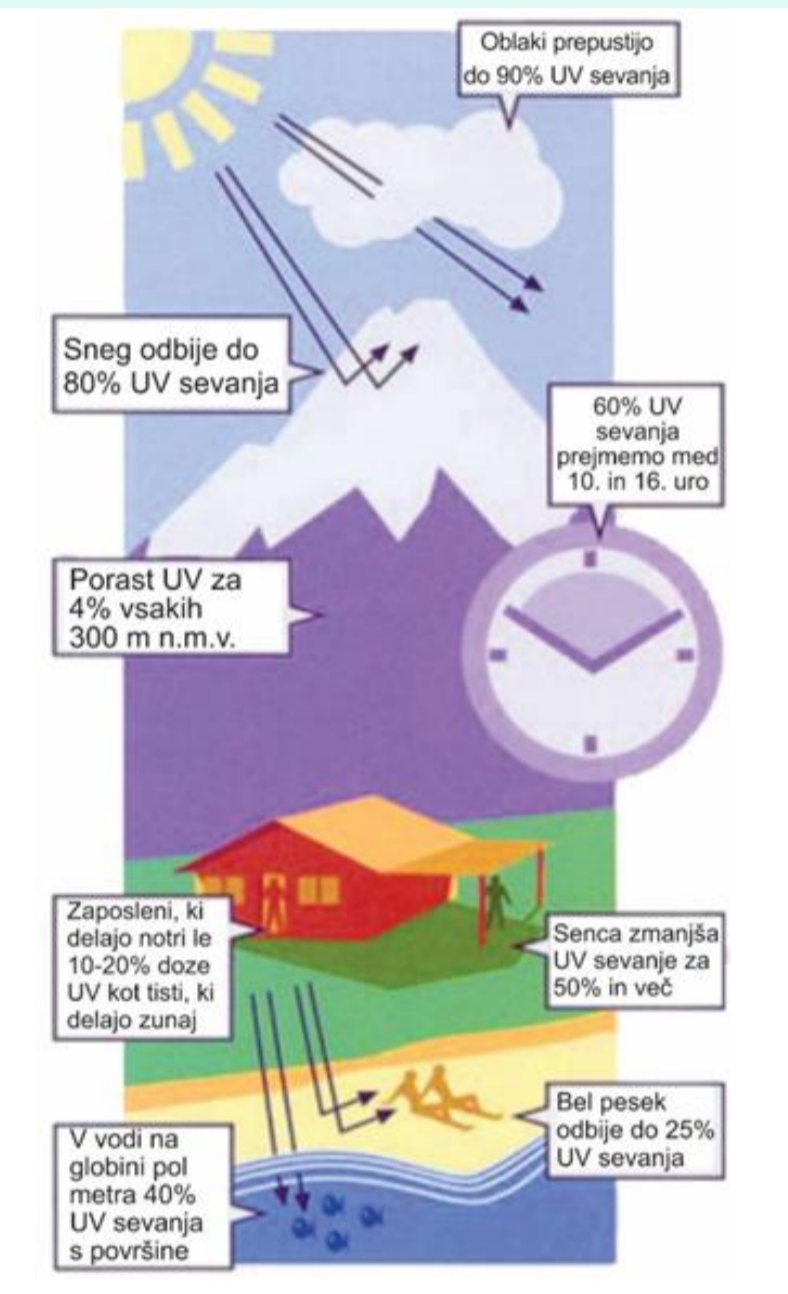 Oblaki prepustijo
do 90% UV sevanja
Sneg odbije do
80% UV sevanja
60% UV
sevanja
prejmemo med
10. in 16. uro
Porast UV za
4% vsakih
300 m n.m.v.
Zaposleni, ki
delajo notri le
10-20% doze
UV kot tisti, ki
delajo zunaj
Senca zmanjša
UV sevanje za
50% in več
Bel pesek
odbije do 25%
UV sevanja
V vodi na
globini pol
metra 40%
UV sevanja
s površine